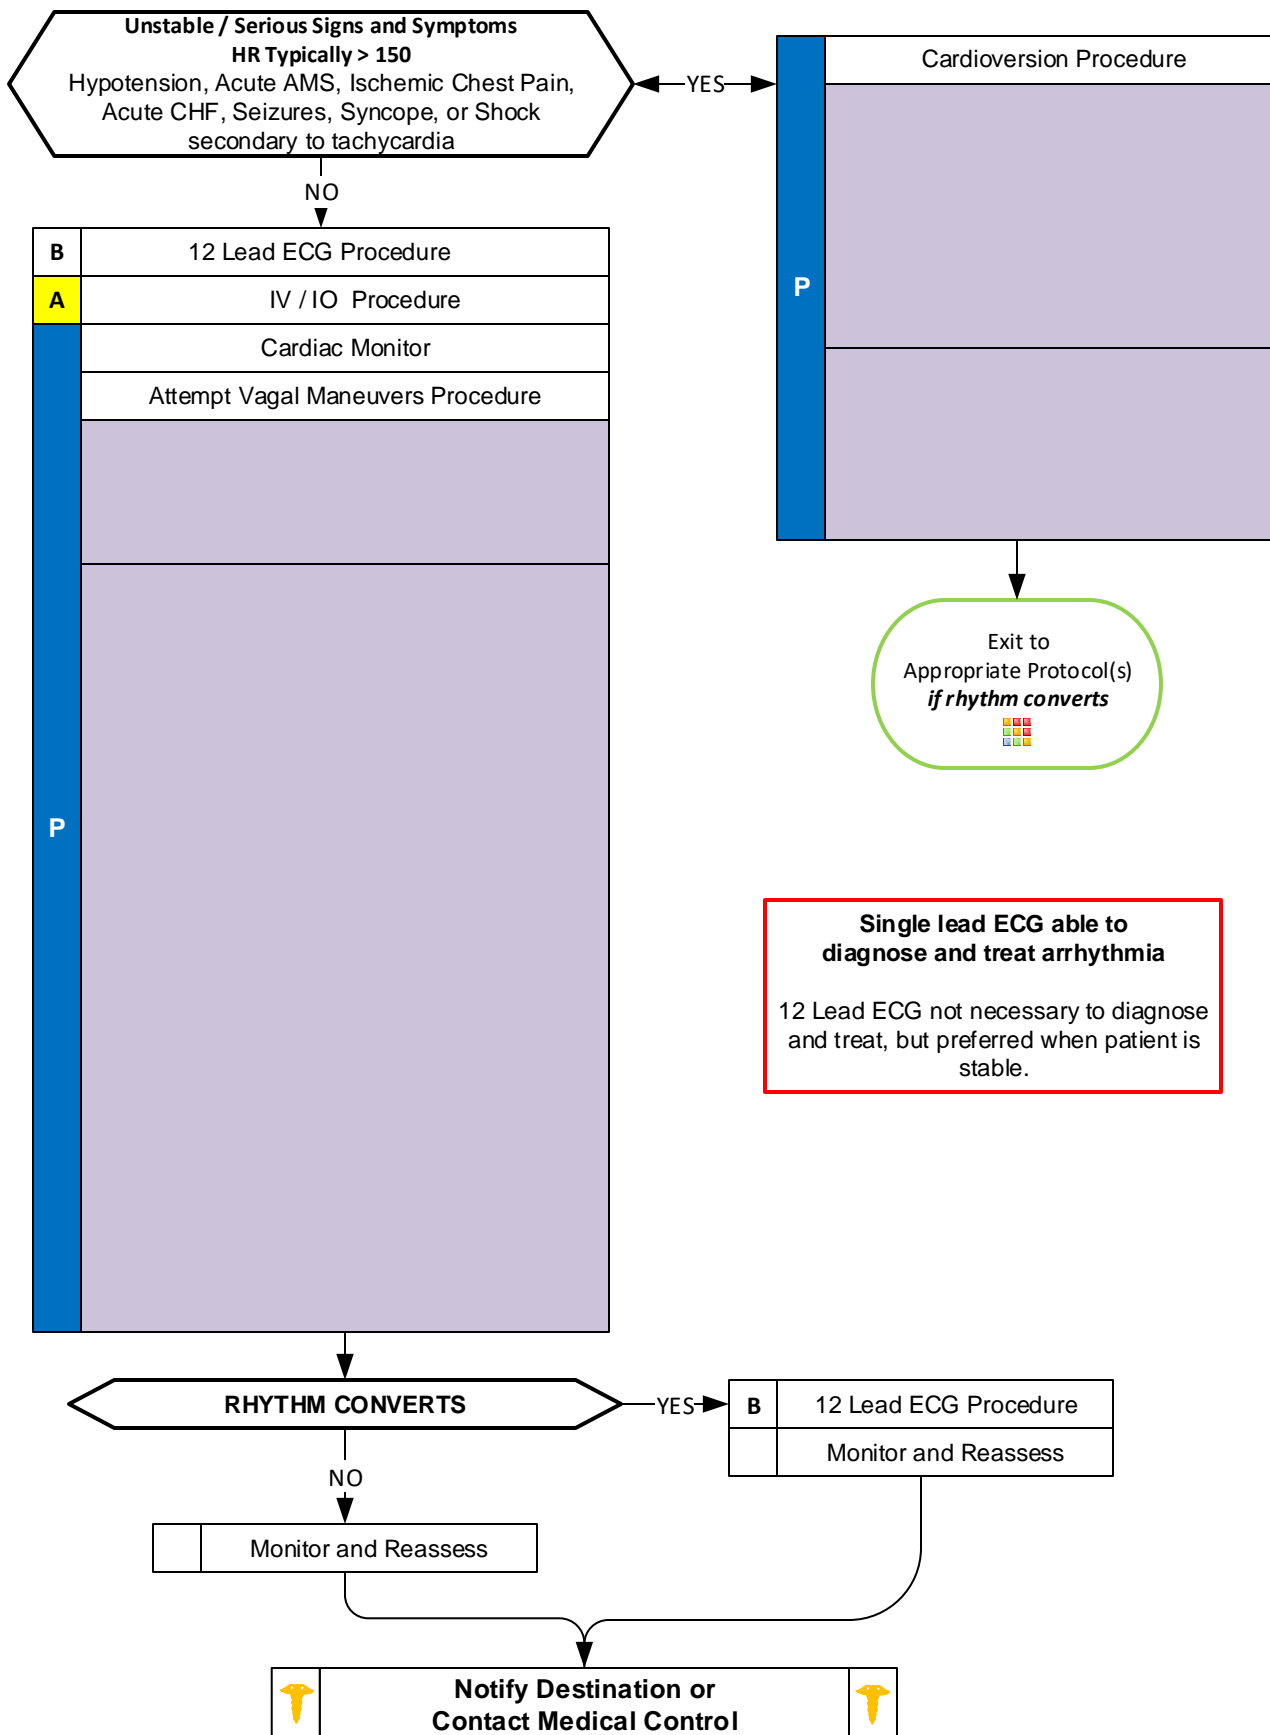 Unstable / Serious Signs and Symptoms
HR Typically > 150
Hypotension, Acute AMS, Ischemic Chest Pain,
Acute CHF, Seizures, Syncope, or Shock
secondary to tachycardia
YES
Cardioversion Procedure
P
NO
B
12 Lead ECG Procedure
A
IV / IO Procedure
Cardiac Monitor
Attempt Vagal Maneuvers Procedure
P
Exit to
Appropriate Protocol(s)
if rhythm converts
Single lead ECG able to
diagnose and treat arrhythmia
12 Lead ECG not necessary to diagnose
and treat, but preferred when patient is
stable.
RHYTHM CONVERTS
YES
B
12 Lead ECG Procedure
Monitor and Reassess
NO
Monitor and Reassess
Notify Destination or
Contact Medical Control